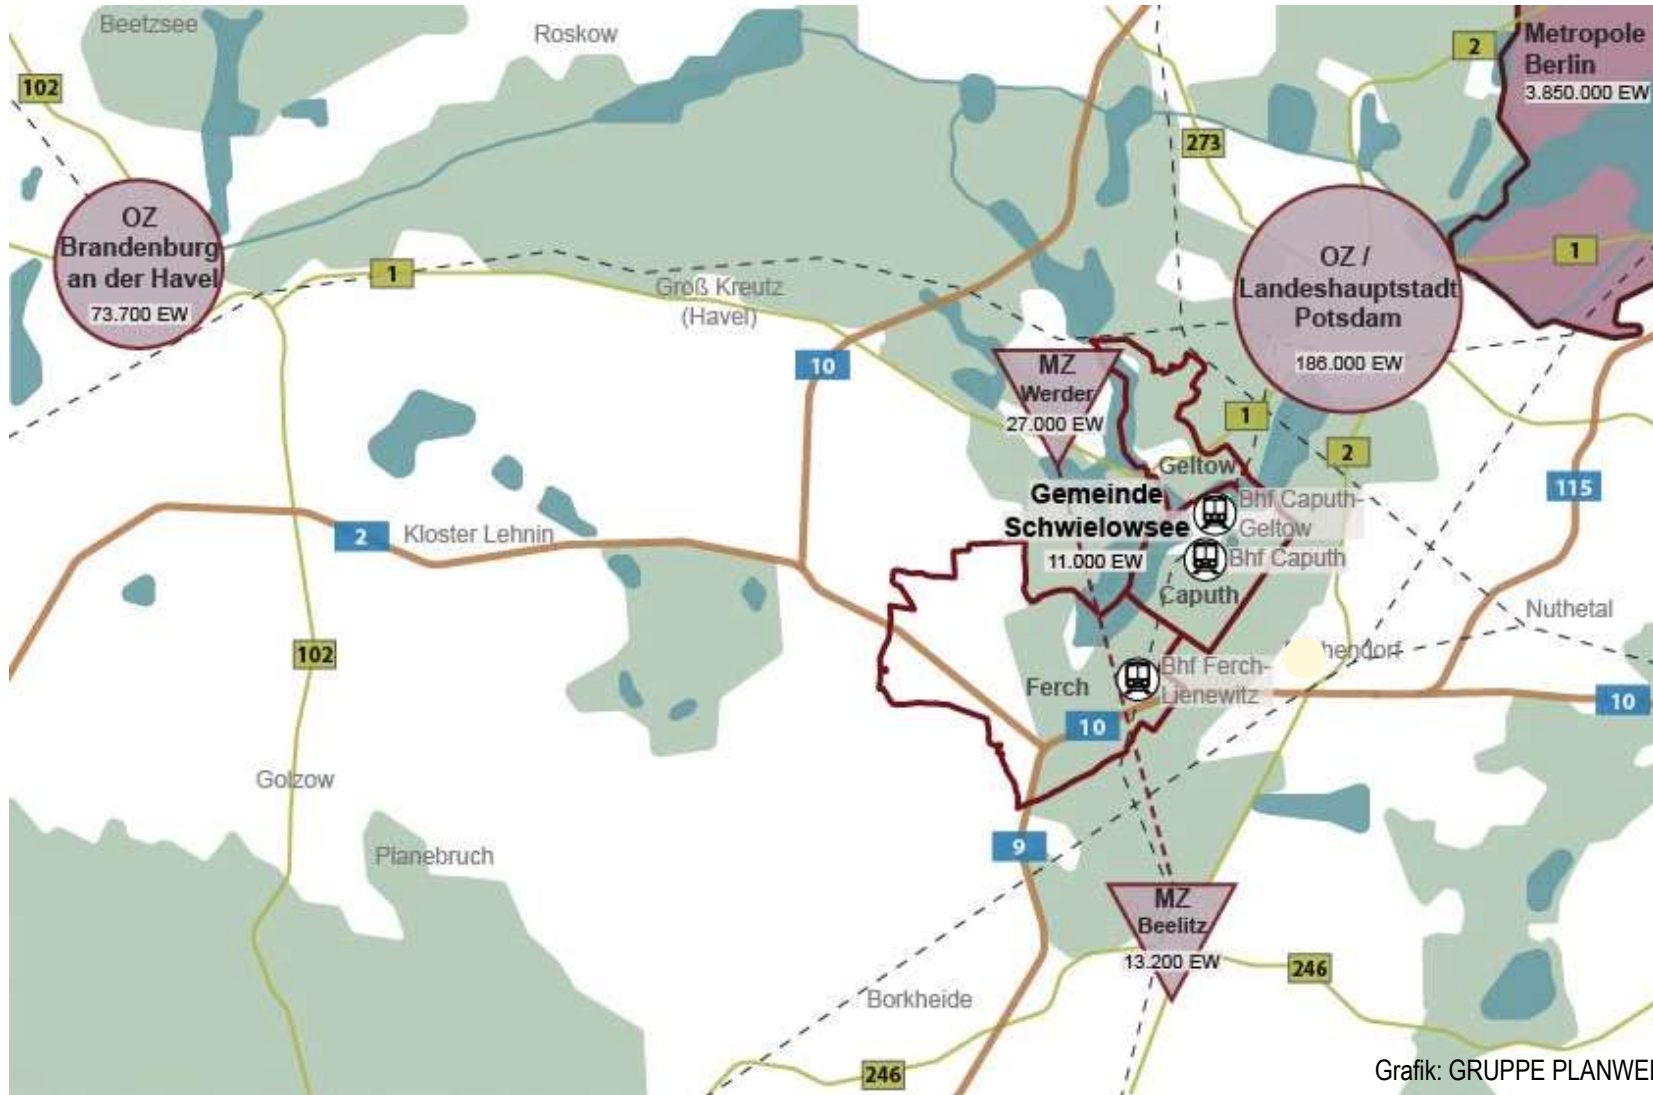 Beetzsee
Roskow
102
2
Metropole
Berlin
3.850.000 EW
273
OZ
Brandenburg
an der Havel
73.700 EW
1
Groß Kreutz
(Havel)
OZ /
Landeshauptstadt
Potsdam
186.000 EW
1
10
MZ
Werder
27.000 EW
1
2
115
Geltow
Gemeinde
Schwielowsee
11.000 EW
Bhf Caputh-
Geltow
Bhf Caputh
Caputh
2
Kloster Lehnin
Nuthetal
102
Bhf Ferch-
Lienewitz
Ferch
10
10
Golzow
Planebruch
9
MZ
Beelitz
13.200 EW
246
Borkheide
246
Grafik: GRUPPE